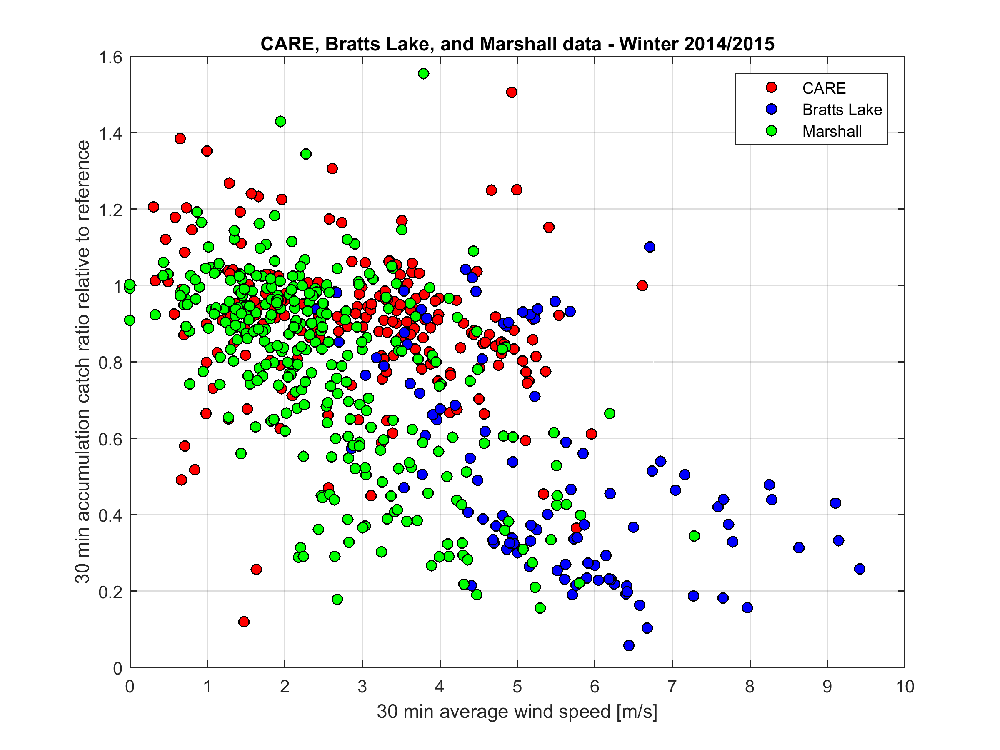 CARE, Bratts Lake, and Marshall data - Winter 2014/2015
30 min accumulation catch ratio relative to reference
1.6
1.4
1.2
1
0.8
0.6
0.4
0.2
0
CARE
Bratts Lake
Marshall
0 1 2 3 4 5 6 7 8 9 10
30 min average wind speed [m/s]